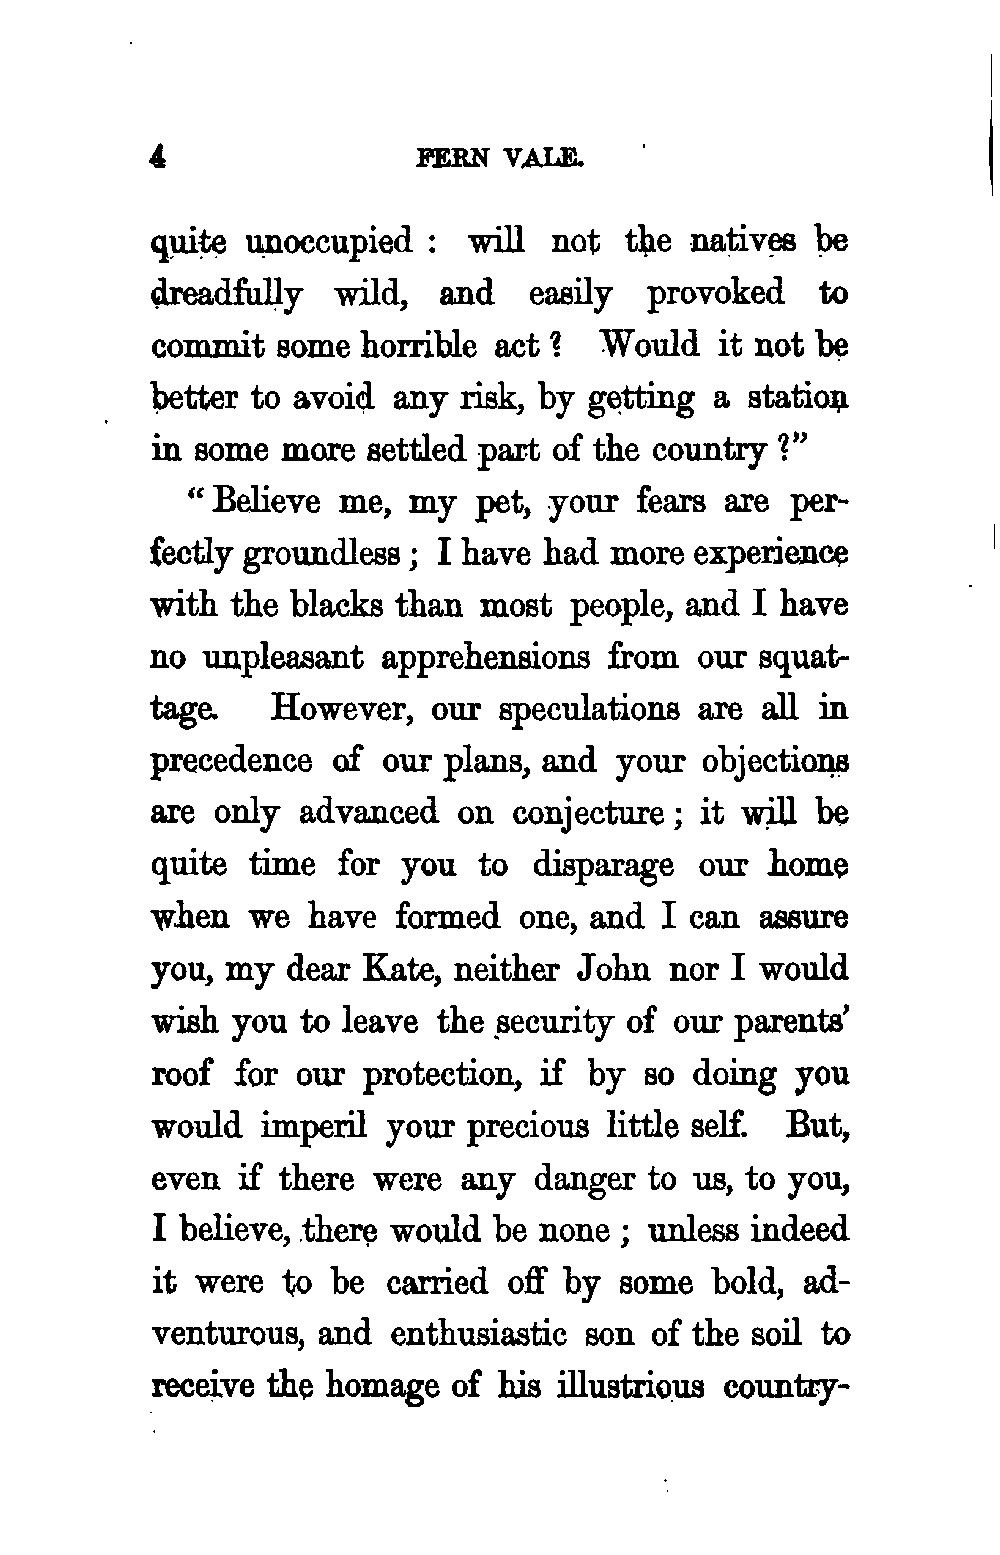 4 FERN VALE.
quite unoccupied : will not the natives be
dreadfully wild, and easily provoked to
commit some horrible act ? Would it not be
better to avoid any risk, by getting a station
in some more settled part of the country ?"
" Believe me, my pet, your fears are per-
fectly groundless ; I have had more experience
with the blacks than most people, and I have
no unpleasant apprehensions from our squat-
tage. However, our speculations are all in
precedence of our plans, and your objections
are only advanced on conjecture ; it will be
quite time for you to disparage our home
when we have formed one, and I can assure
you, my dear Kate, neither John nor I would
wish you to leave the security of our parents'
roof for our protection, if by so doing you
would imperil your precious little self. But,
even if there were any danger to us, to you,
I believe, there would be none ; unless indeed
it were to be carried off by some bold, ad-
venturous, and enthusiastic son of the soil to
receive the homage of his illustrious country-